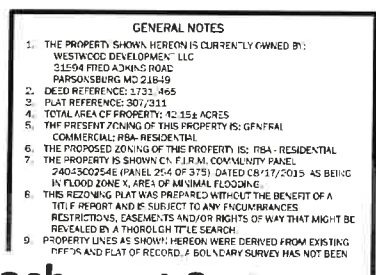 GENERAL NOTES
1. THE PROPERTY SHOWN HEREON IS CURRENTLY OWNED BY:
WESTWOOD DEVELOPMENT LLC
31594 FRED ADKINS ROAD
PARSONSBURG MD 21849
2. DEED REFERENCE: 1733/465
3. PLAT REFERENCE: 307/311
4. TOTAL AREA OF PROPERTY: 42.15± ACRES
5. THE PRESENT ZONING OF THIS PROPERTY IS: GENERAL
COMMERCIAL; R8A- RESIDENTIAL
6. THE PROPOSED ZONING OF THIS PROPERTY IS: R8A - RESIDENTIAL
7. THE PROPERTY IS SHOWN ON F.I.R.M. COMMUNITY PANEL
24045C0254E (PANEL 254 OF 375) DATED 08/17/2015 AS BEING
IN FLOOD ZONE X, AREA OF MINIMAL FLOODING.
8. THIS REZONING PLAT WAS PREPARED WITHOUT THE BENEFIT OF A
TITLE REPORT AND IS SUBJECT TO ANY ENCUMBRANCES
RESTRICTIONS, EASEMENTS AND/OR RIGHTS OF WAY THAT MIGHT BE
REVEALED BY A THOROUGH TITLE SEARCH.
9. PROPERTY LINES AS SHOWN HEREON WERE DERIVED FROM EXISTING
DEEDS AND PLAT OF RECORD. A BOUNDARY SURVEY HAS NOT BEEN